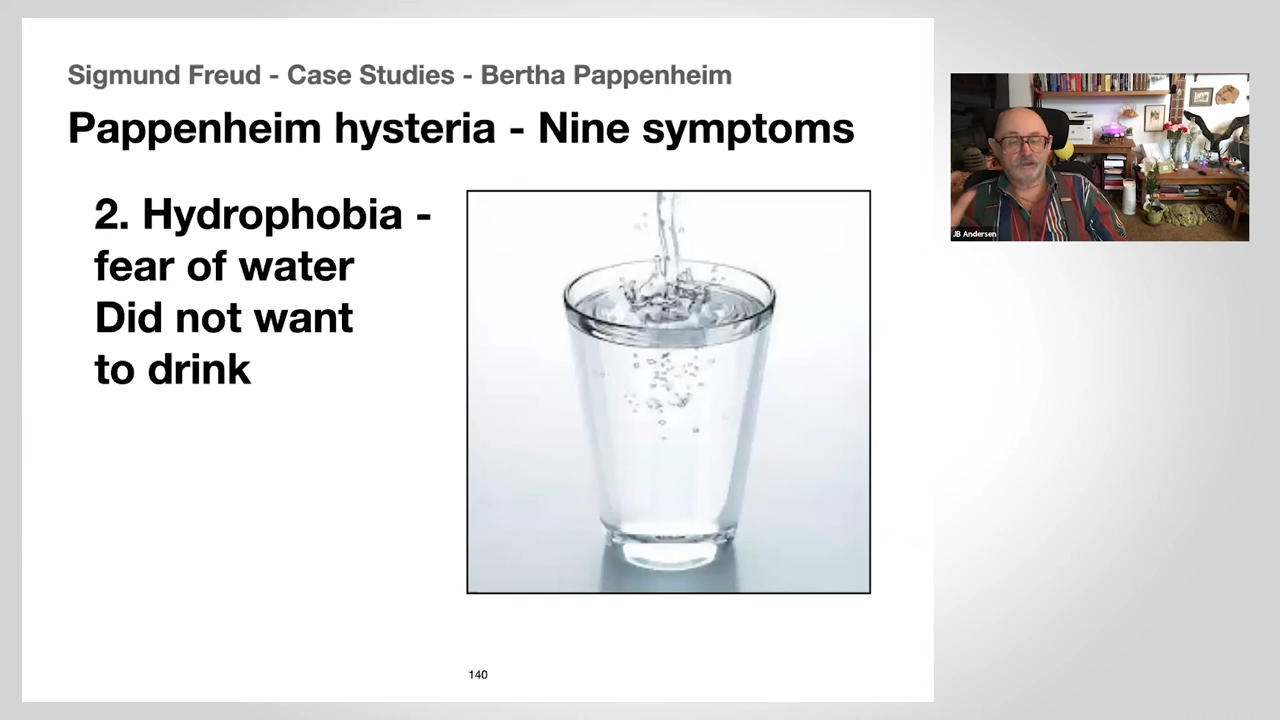 Sigmund Freud - Case Studies - Bertha Pappenheim
Pappenheim hysteria - Nine symptoms
2. Hydrophobia -
fear of water
Did not want
to drink
JB Andersen
140